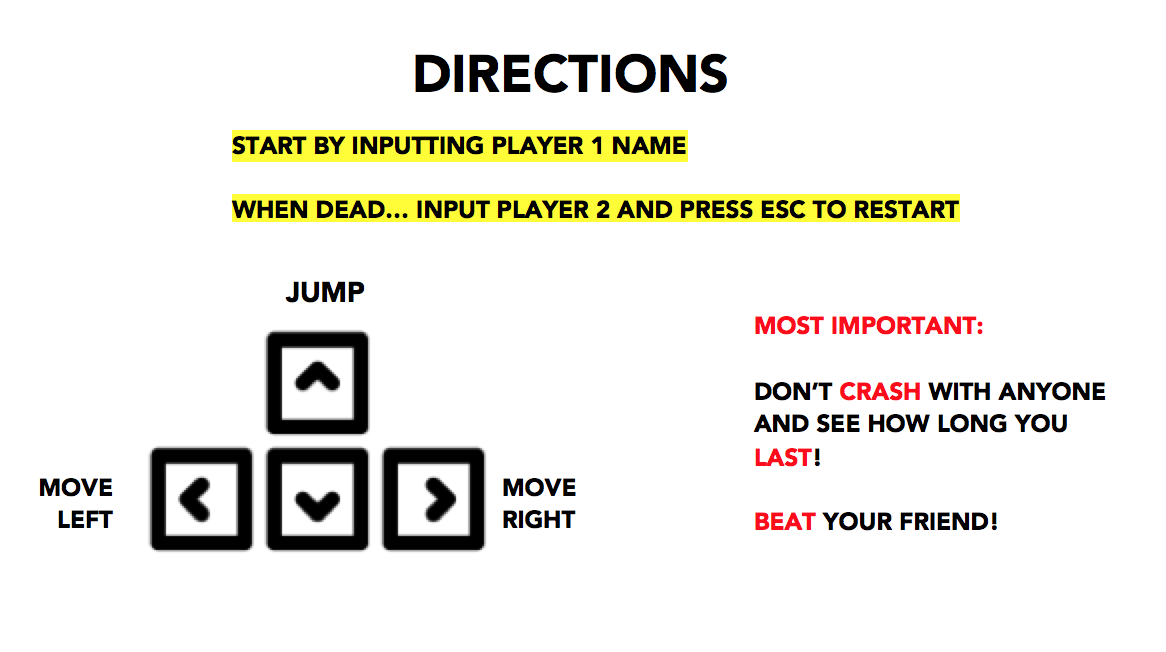 DIRECTIONS
START BY INPUTTING PLAYER 1 NAME
WHEN DEAD... INPUT PLAYER 2 AND PRESS ESC TO RESTART
JUMP
MOVE
LEFT
MOVE
RIGHT
MOST IMPORTANT:
DON'T CRASH WITH ANYONE
AND SEE HOW LONG YOU
LAST!
BEAT YOUR FRIEND!